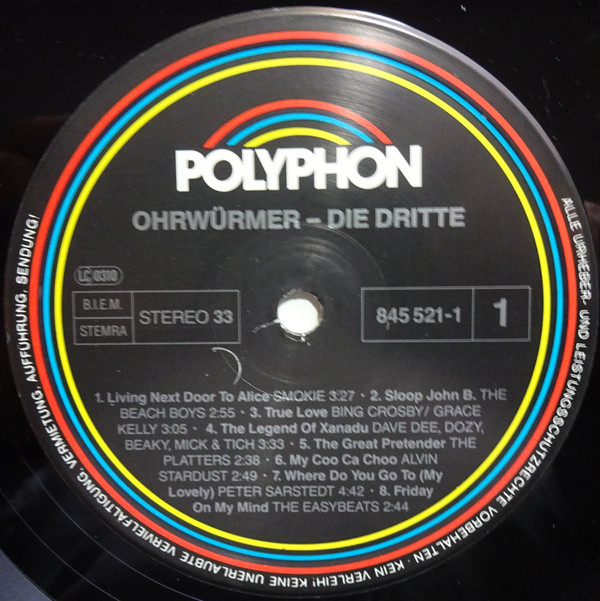 POLYPHON
OHRWÜRMER – DIE DRITTE
LC 0310
B.I.E.M.
STEMRA
STEREO 33
845 521-1
1
1. Living Next Door To Alice SMOKIE 3:27 · 2. Sloop John B. THE
BEACH BOYS 2:55 · 3. True Love BING CROSBY/ GRACE
KELLY 3:05 · 4. The Legend Of Xanadu DAVE DEE, DOZY,
BEAKY, MICK & TICH 3:33 · 5. The Great Pretender THE
PLATTERS 2:38 · 6. My Coo Ca Choo ALVIN
STARDUST 2:49 · 7. Where Do You Go To (My
Lovely) PETER SARSTEDT 4:42 · 8. Friday
On My Mind THE EASYBEATS 2:44
ALLE URHEBER- UND LEISTUNGSSCHUTZRECHTE VORBEHALTEN · KEIN VERLEIH! KEINE UNERLAUBTE VERVIELFÄLTIGUNG, VERMIETUNG, AUFFÜHRUNG, SENDUNG!